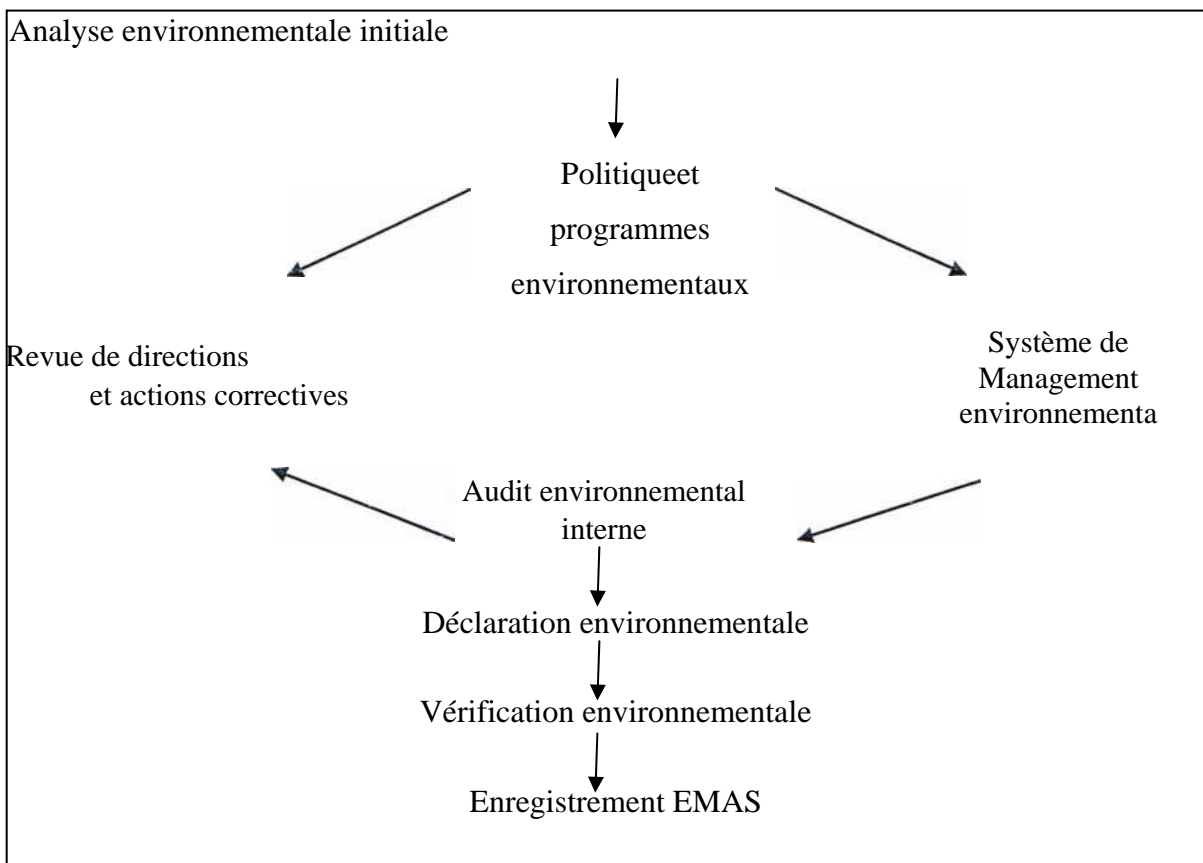 Analyse environnementale initiale
Politiqueet
programmes
environnementaux
Revue de directions
et actions correctives
Système de
Management
environnementa
Audit environnemental
interne
Déclaration environnementale
Vérification environnementale
Enregistrement EMAS